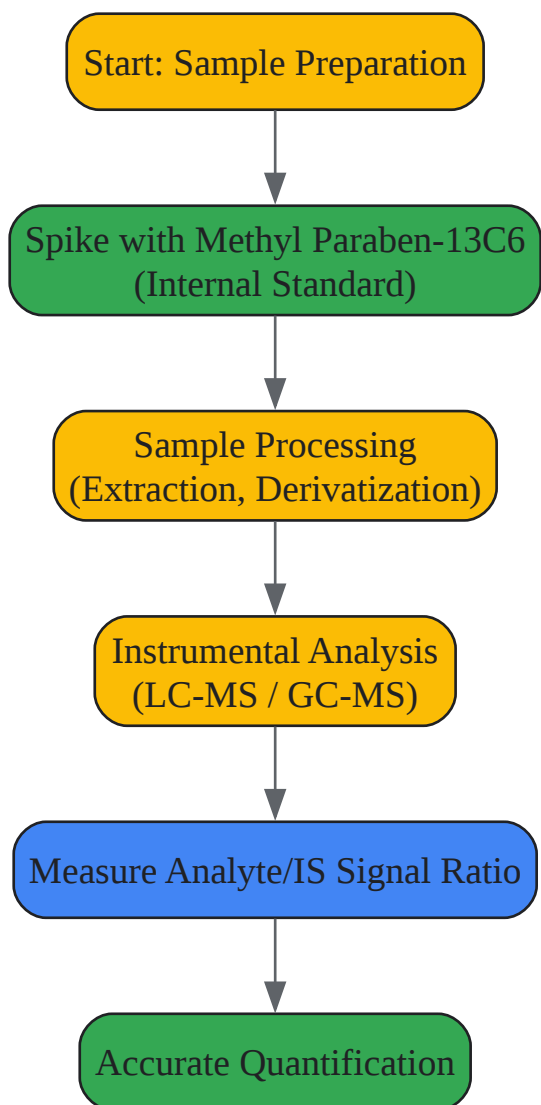 Start: Sample Preparation
Spike with Methyl Paraben-13C6
(Internal Standard)
Sample Processing
(Extraction, Derivatization)
Instrumental Analysis
(LC-MS / GC-MS)
Measure Analyte/IS Signal Ratio
Accurate Quantification